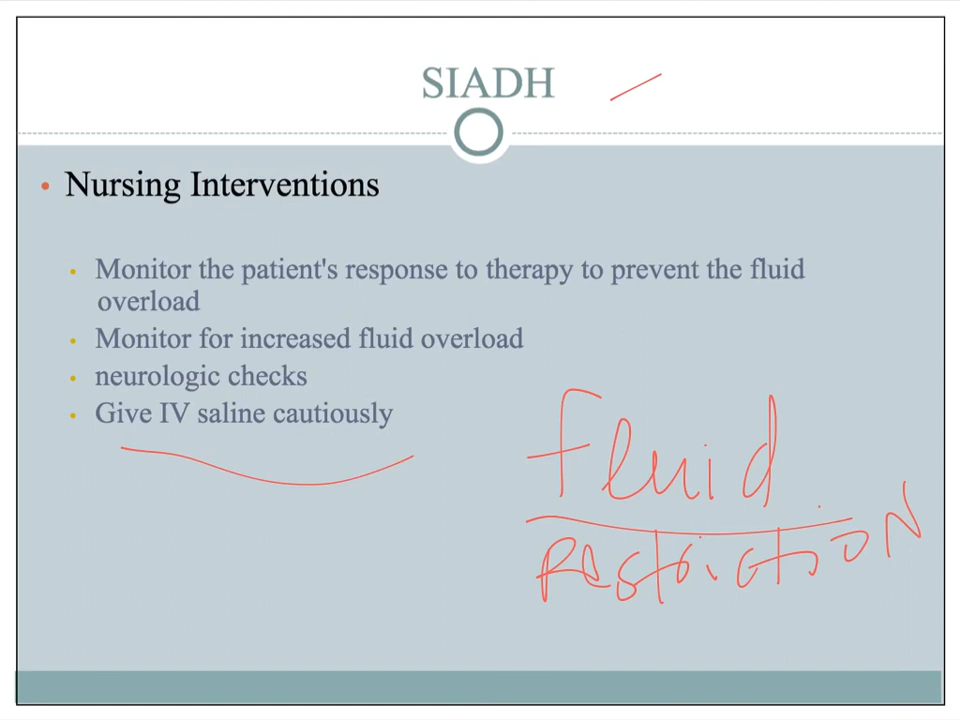 SIADH
• Nursing Interventions
• Monitor the patient's response to therapy to prevent the fluid
overload
• Monitor for increased fluid overload
• neurologic checks
• Give IV saline cautiously
Fluid
RestrictioN